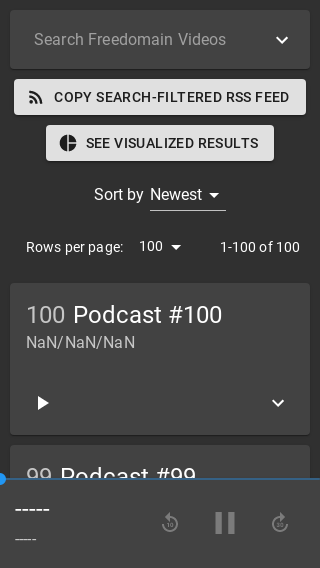 Search Freedomain Videos
COPY SEARCH-FILTERED RSS FEED
SEE VISUALIZED RESULTS
Sort by Newest
Rows per page: 100 1-100 of 100
100 Podcast #100
NaN/NaN/NaN
99 Podcast #99
-----
-----
10 30